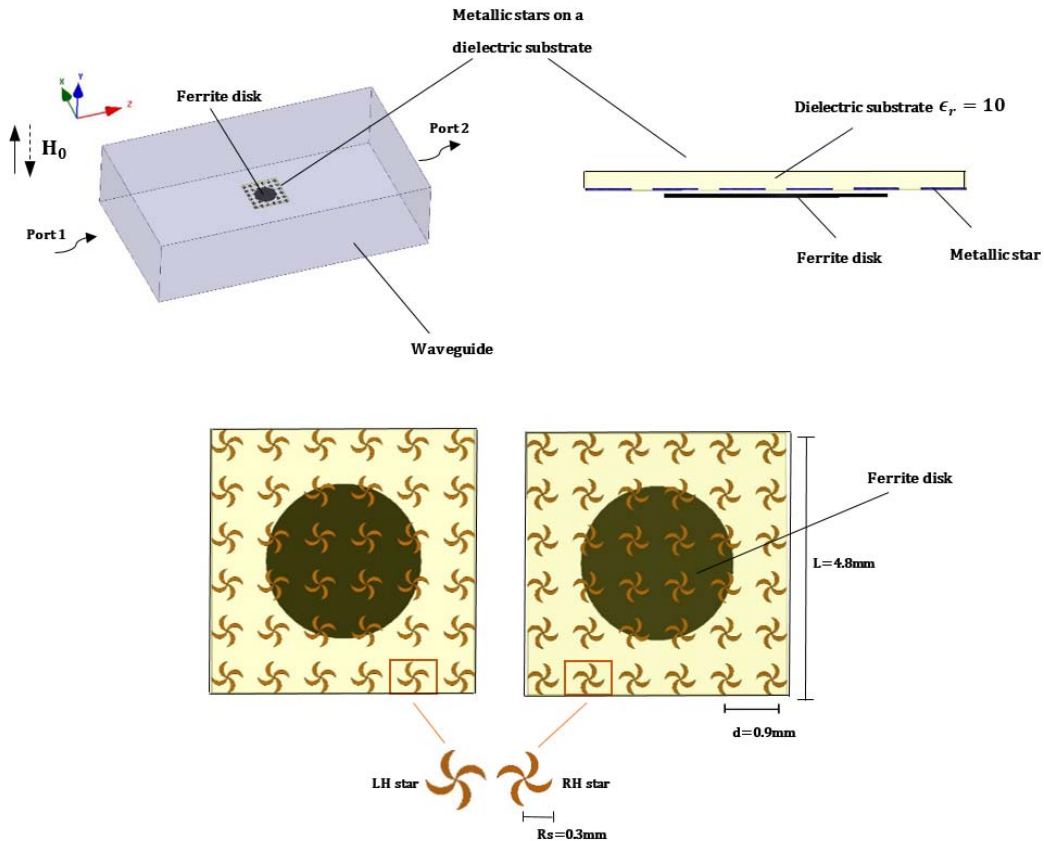 Metallic stars on a
dielectric substrate
X
Y
Z
Ferrite disk
Port 2
H₀
Port 1
Waveguide
Dielectric substrate ϵᵣ = 10
Ferrite disk
Metallic star
Ferrite disk
L=4.8mm
d=0.9mm
LH star
RH star
Rs=0.3mm